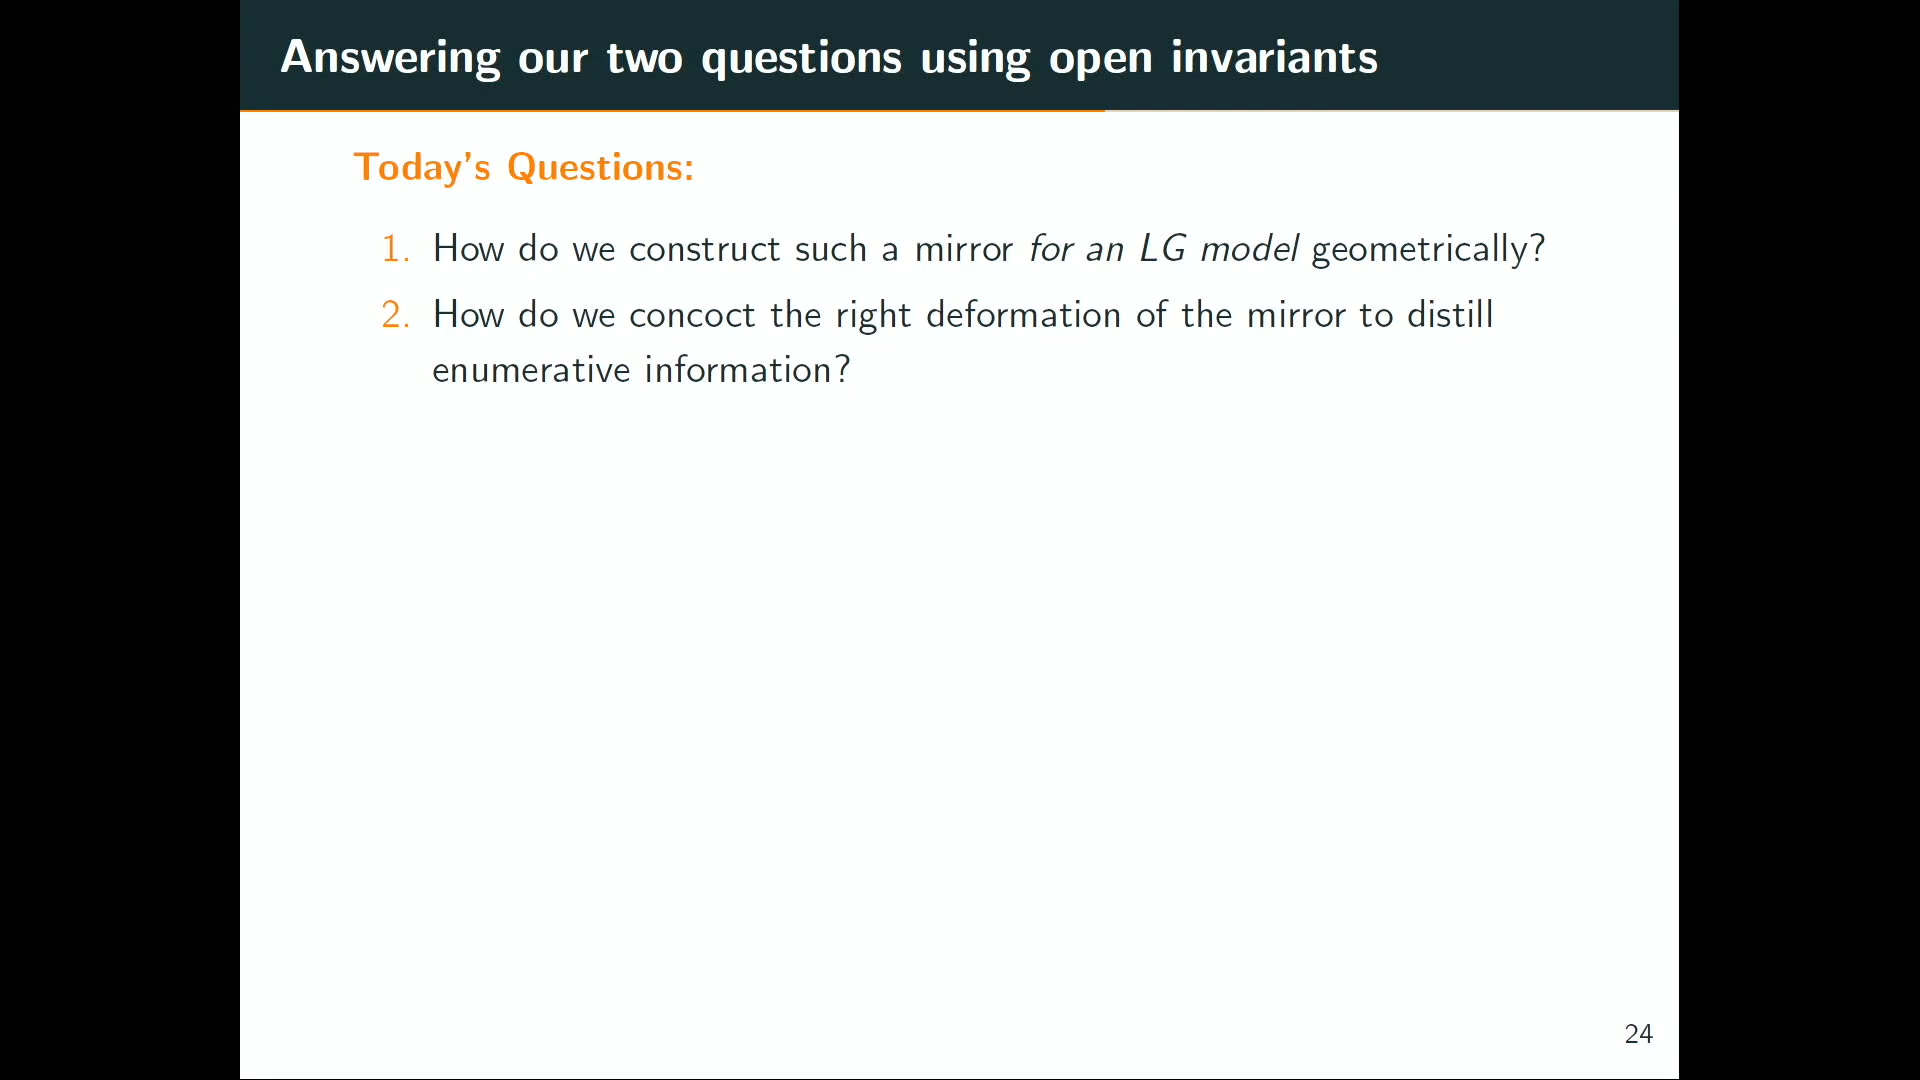 Answering our two questions using open invariants
Today's Questions:
1. How do we construct such a mirror for an LG model geometrically?
2. How do we concoct the right deformation of the mirror to distill
enumerative information?
24